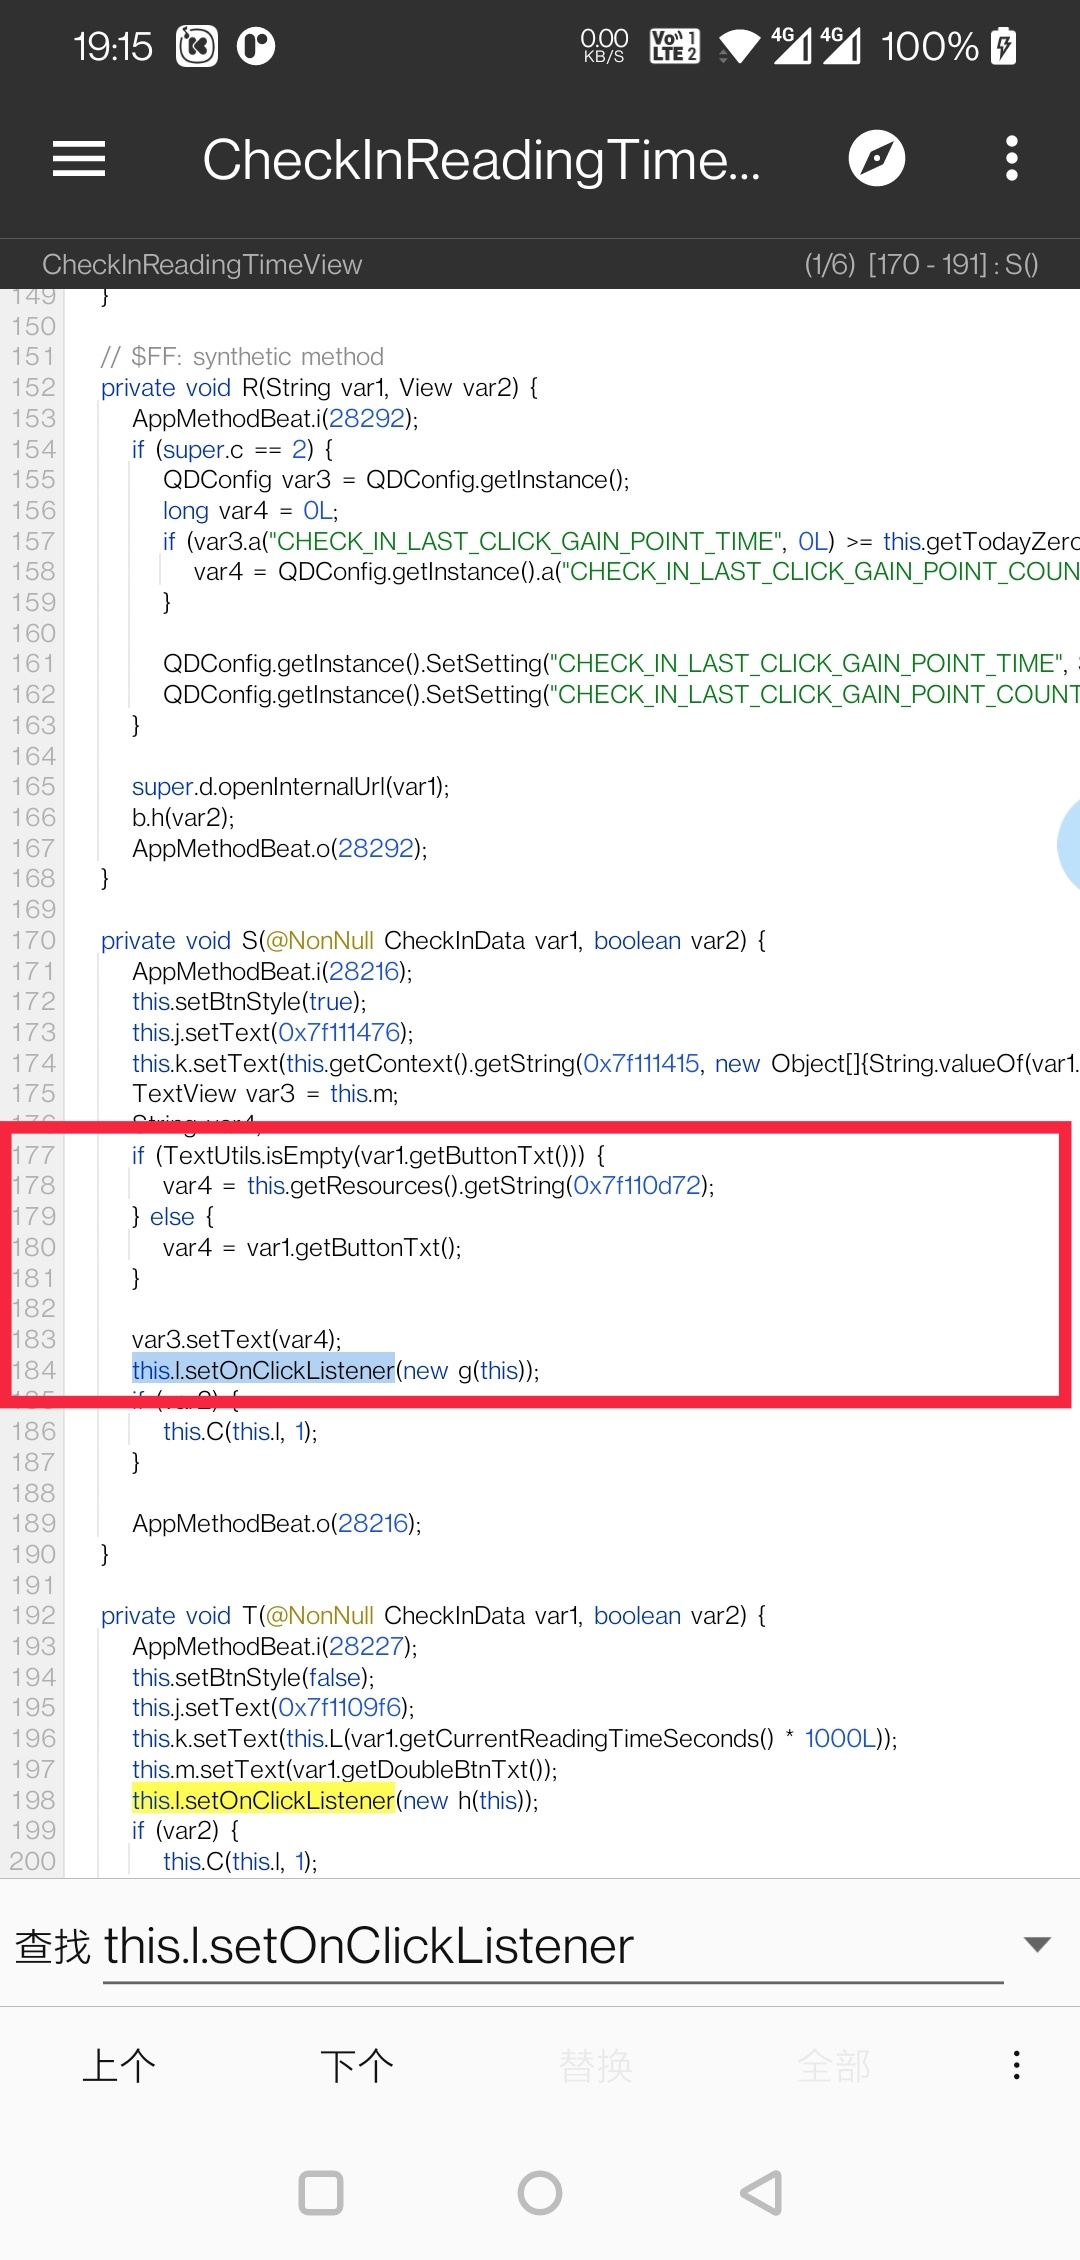 19:15 0.00 KB/S VoLTE 1 2 4G 4G 100%
CheckInReadingTime...
CheckInReadingTimeView (1/6) [170 - 191] : S()
149 }
150
151 // $FF: synthetic method
152 private void R(String var1, View var2) {
153 AppMethodBeat.i(28292);
154 if (super.c == 2) {
155 QDConfig var3 = QDConfig.getInstance();
156 long var4 = 0L;
157 if (var3.a("CHECK_IN_LAST_CLICK_GAIN_POINT_TIME", 0L) >= this.getTodayZero
158 var4 = QDConfig.getInstance().a("CHECK_IN_LAST_CLICK_GAIN_POINT_COUN
159 }
160
161 QDConfig.getInstance().SetSetting("CHECK_IN_LAST_CLICK_GAIN_POINT_TIME",
162 QDConfig.getInstance().SetSetting("CHECK_IN_LAST_CLICK_GAIN_POINT_COUNT
163 }
164
165 super.d.openInternalUrl(var1);
166 b.h(var2);
167 AppMethodBeat.o(28292);
168 }
169
170 private void S(@NonNull CheckInData var1, boolean var2) {
171 AppMethodBeat.i(28216);
172 this.setBtnStyle(true);
173 this.j.setText(0x7f111476);
174 this.k.setText(this.getContext().getString(0x7f111415, new Object[]{String.valueOf(var1.
175 TextView var3 = this.m;
176 String var4;
177 if (TextUtils.isEmpty(var1.getButtonTxt())) {
178 var4 = this.getResources().getString(0x7f110d72);
179 } else {
180 var4 = var1.getButtonTxt();
181 }
182
183 var3.setText(var4);
184 this.l.setOnClickListener(new g(this));
185 if (var2) {
186 this.C(this.l, 1);
187 }
188
189 AppMethodBeat.o(28216);
190 }
191
192 private void T(@NonNull CheckInData var1, boolean var2) {
193 AppMethodBeat.i(28227);
194 this.setBtnStyle(false);
195 this.j.setText(0x7f1109f6);
196 this.k.setText(this.L(var1.getCurrentReadingTimeSeconds() * 1000L));
197 this.m.setText(var1.getDoubleBtnTxt());
198 this.l.setOnClickListener(new h(this));
199 if (var2) {
200 this.C(this.l, 1);
查找 this.l.setOnClickListener
上个 下个 替换 全部